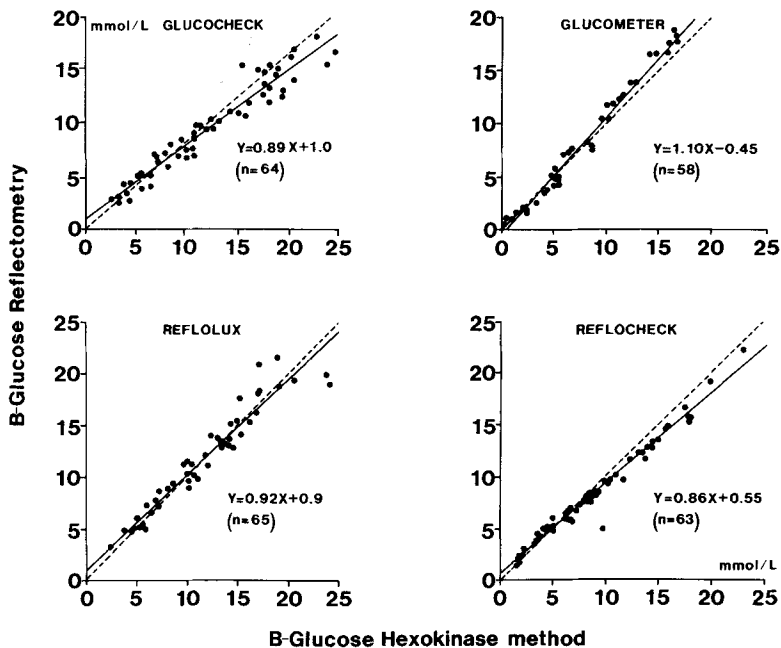 mmol/L GLUCOCHECK
20
15
10
5
0
0 5 10 15 20 25
Y=0.89X+1.0
(n=64)
GLUCOMETER
20
15
10
5
0
0 5 10 15 20 25
Y=1.10X−0.45
(n=58)
B-Glucose Reflectometry
REFLOLUX
25
20
15
10
5
0
0 5 10 15 20 25
Y=0.92X+0.9
(n=65)
REFLOCHECK
25
20
15
10
5
0
0 5 10 15 20 25
Y=0.86X+0.55
(n=63)
mmol/L
B-Glucose Hexokinase method